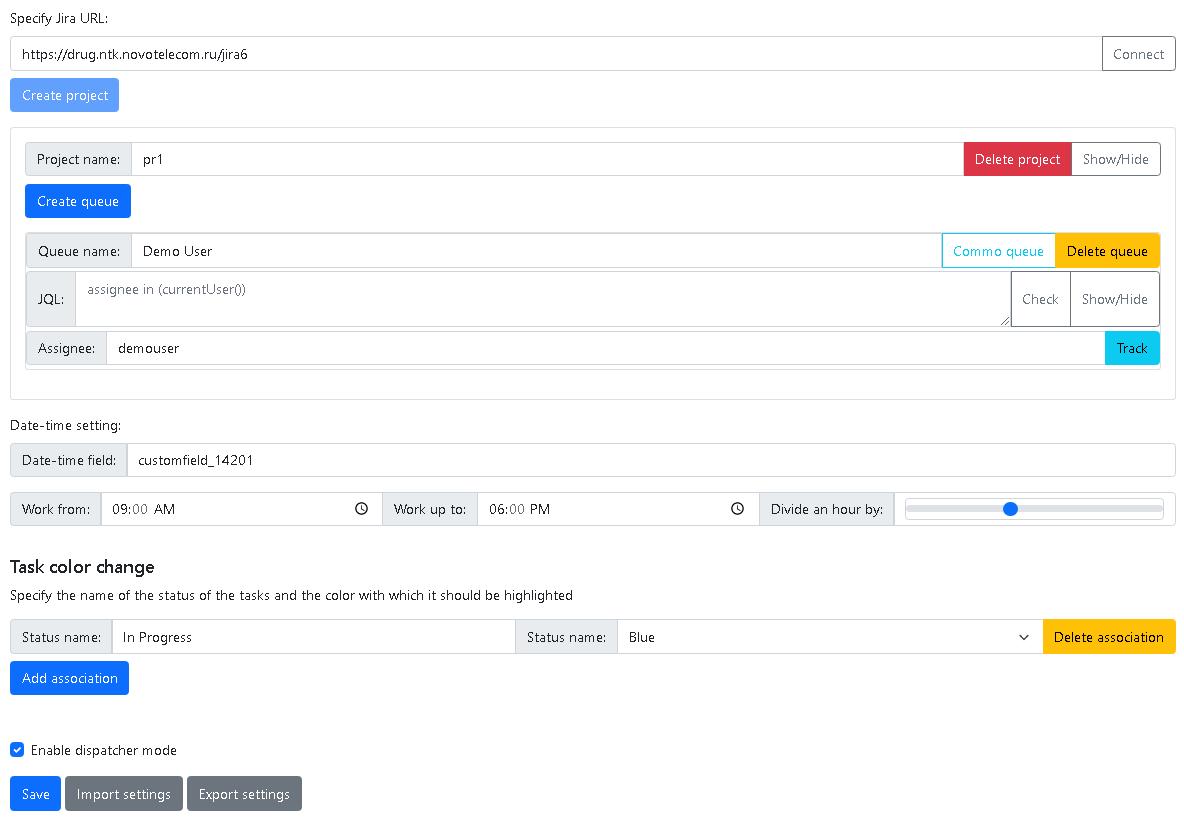 Specify Jira URL:
https://drug.ntk.novotelecom.ru/jira6 Connect
Create project
Project name: pr1 Delete project Show/Hide
Create queue
Queue name: Demo User Commo queue Delete queue
JQL: assignee in (currentUser()) Check Show/Hide
Assignee: demouser Track
Date-time setting:
Date-time field: customfield_14201
Work from: 09:00 AM Work up to: 06:00 PM Divide an hour by:
Task color change
Specify the name of the status of the tasks and the color with which it should be highlighted
Status name: In Progress Status name: Blue Delete association
Add association
Enable dispatcher mode
Save Import settings Export settings